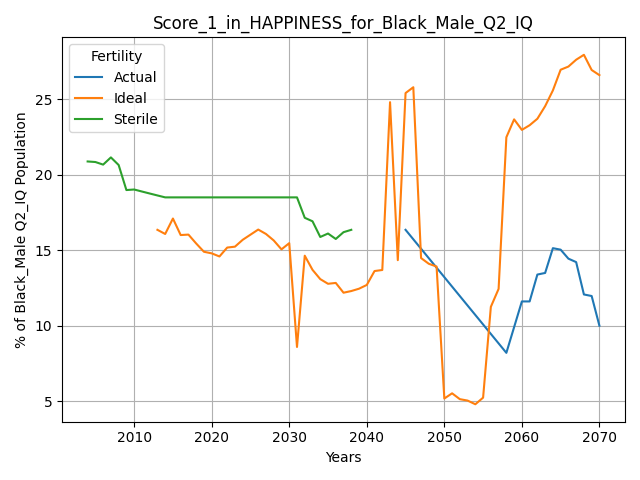 Score_1_in_HAPPINESS_for_Black_Male_Q2_IQ
Fertility
Actual
Ideal
Sterile
% of Black_Male Q2_IQ Population
25
20
15
10
5
2010 2020 2030 2040 2050 2060 2070
Years